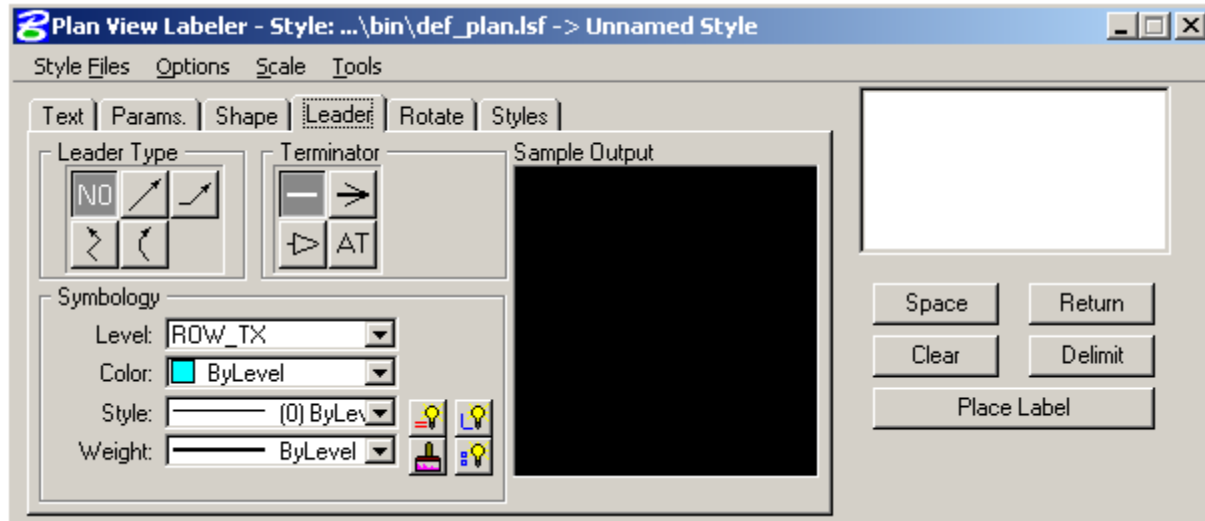 Plan View Labeler - Style: ...\bin\def_plan.lsf -> Unnamed Style
Style Files Options Scale Tools
Text Params. Shape Leader Rotate Styles
Leader Type Terminator Sample Output
NO
AT
Symbology
Level: ROW_TX
Color: ByLevel
Style: (0) ByLev
Weight: ByLevel
Space Return
Clear Delimit
Place Label